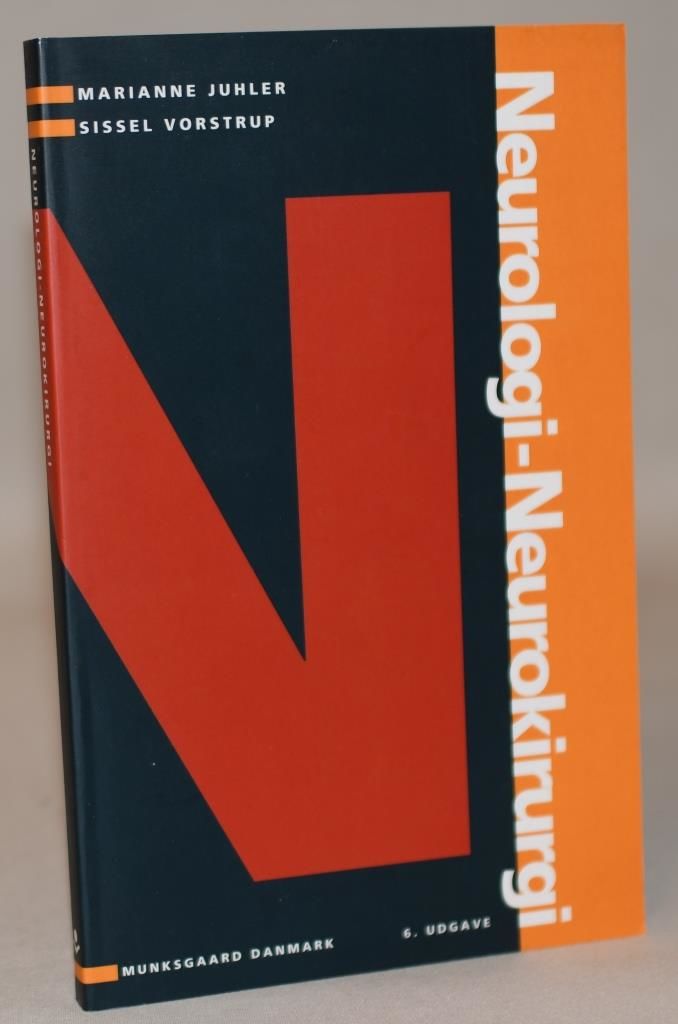 MARIANNE JUHLER
SISSEL VORSTRUP
Neurologi-Neurokirurgi
NEUROLOGI-NEUROKIRURGI
6. UDGAVE
MUNKSGAARD DANMARK